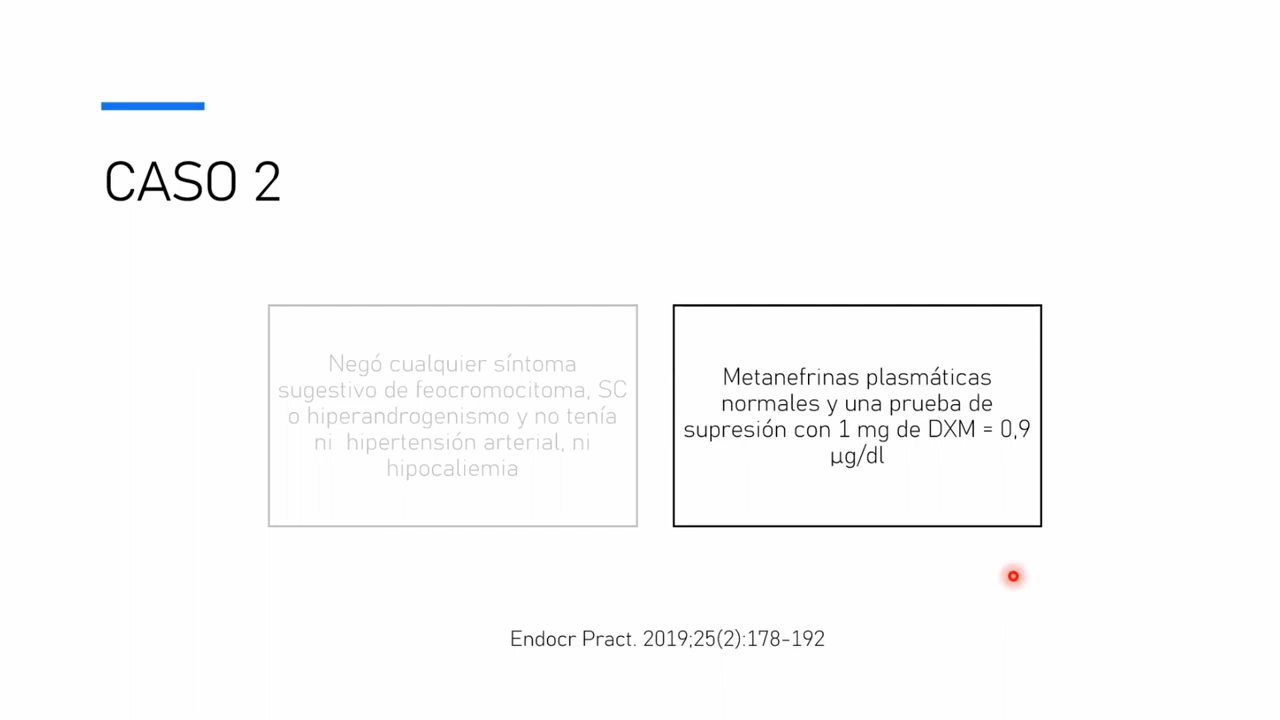 CASO 2
Negó cualquier síntoma
sugestivo de feocromocitoma, SC
o hiperandrogenismo y no tenía
ni hipertensión arterial, ni
hipocaliemia
Metanefrinas plasmáticas
normales y una prueba de
supresión con 1 mg de DXM = 0,9
µg/dl
Endocr Pract. 2019;25(2):178-192